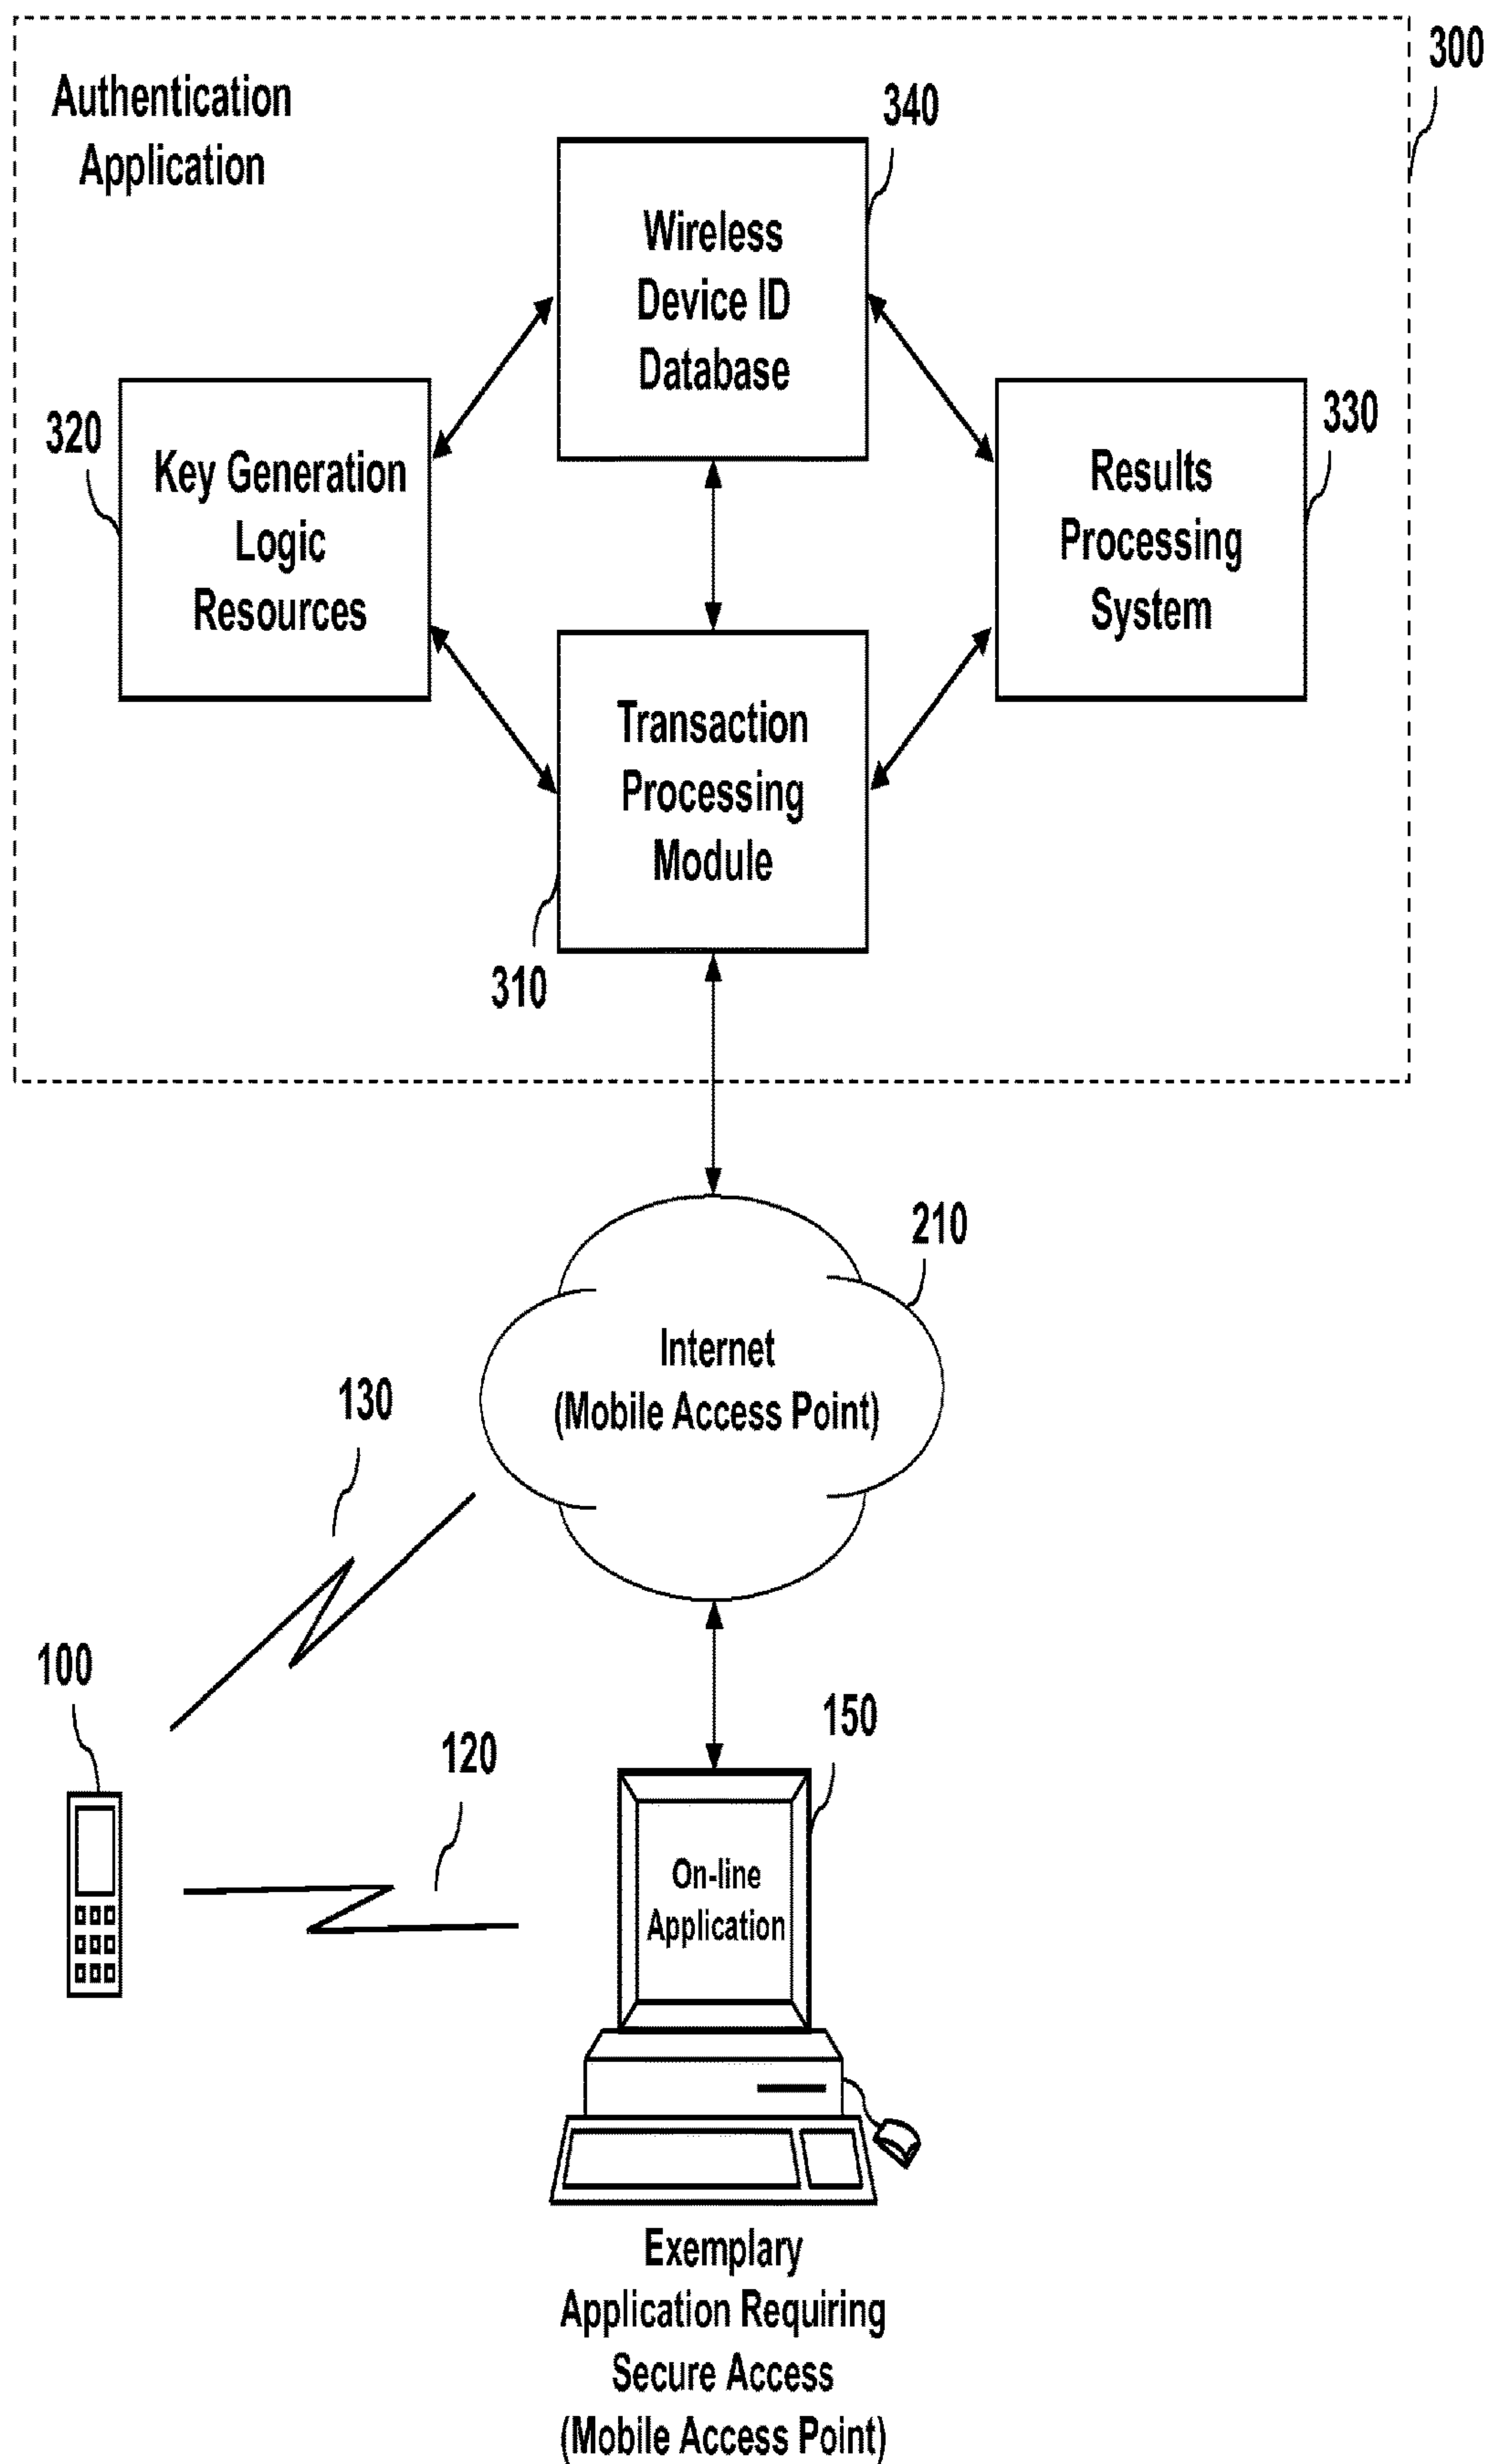 300
Authentication
Application
340
Wireless
Device ID
Database
320
Key Generation
Logic
Resources
330
Results
Processing
System
Transaction
Processing
Module
310
210
Internet
(Mobile Access Point)
130
100
150
120
On-line
Application
Exemplary
Application Requiring
Secure Access
(Mobile Access Point)